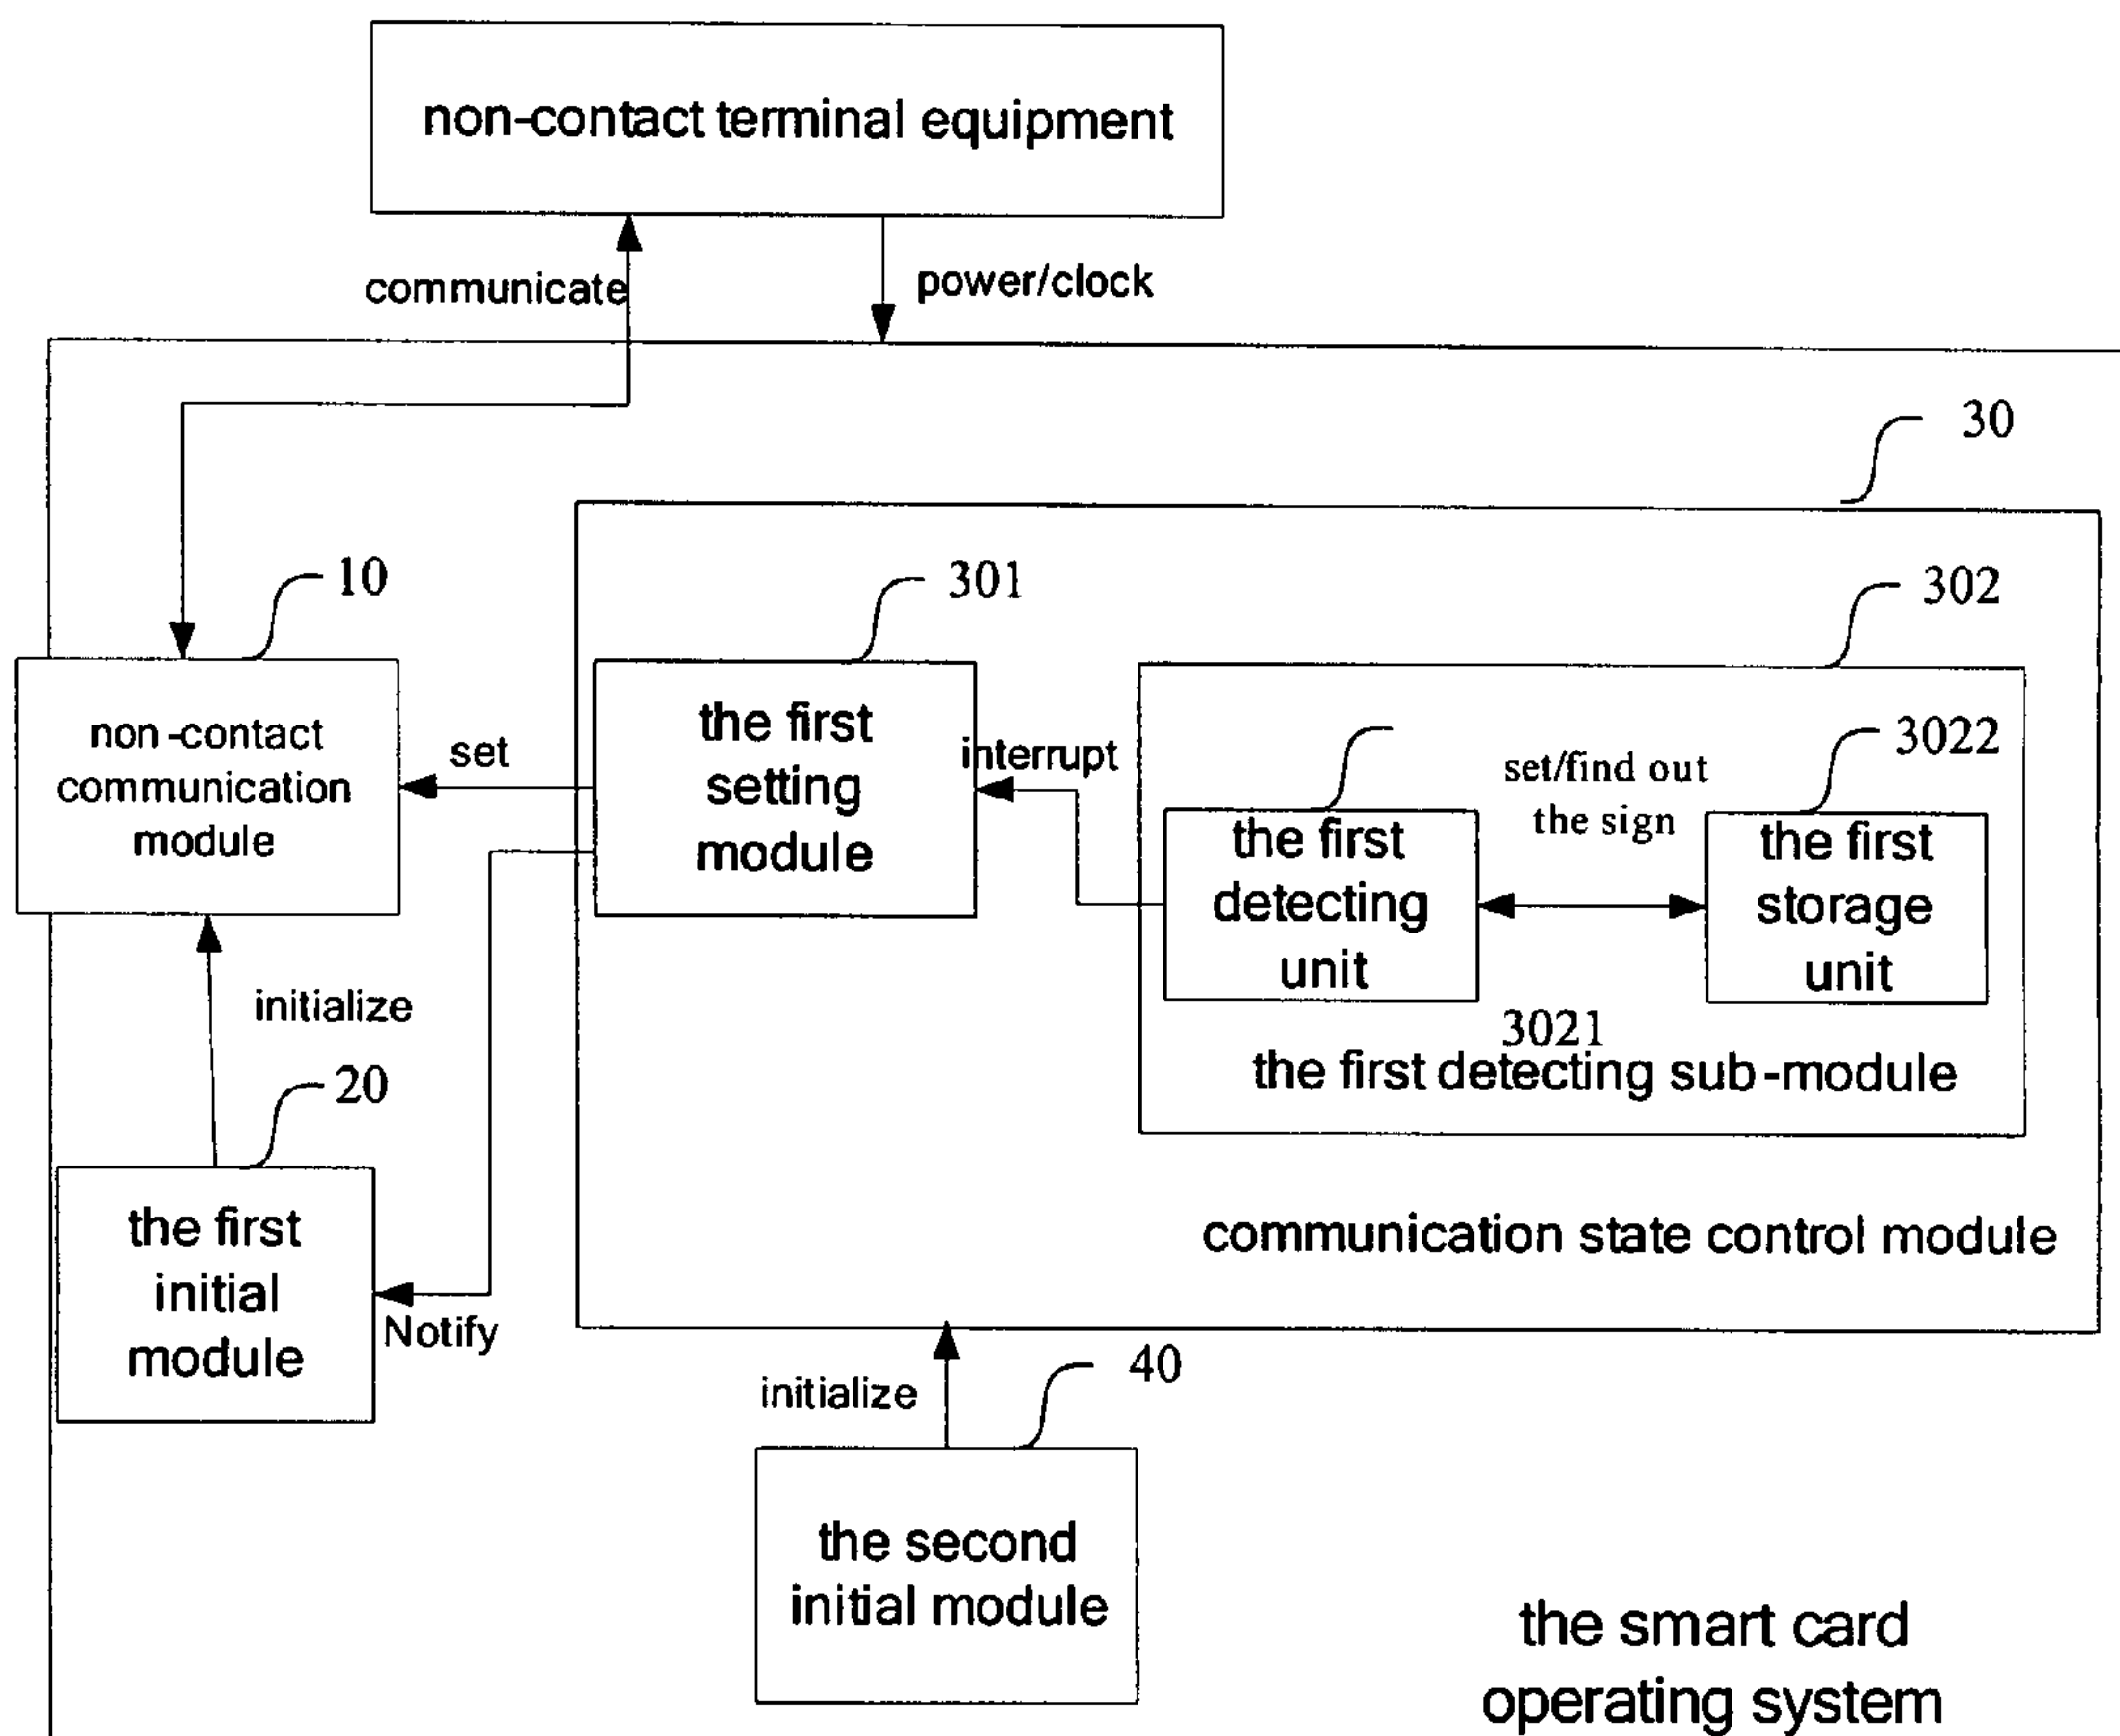 non-contact terminal equipment
communicate
power/clock
30
10
301
302
non-contact
communication
module
set
the first
setting
module
interrupt
set/find out
the sign
3022
the first
detecting
unit
the first
storage
unit
3021
the first detecting sub-module
initialize
20
the first
initial
module
Notify
communication state control module
initialize
40
the second
initial module
the smart card
operating system